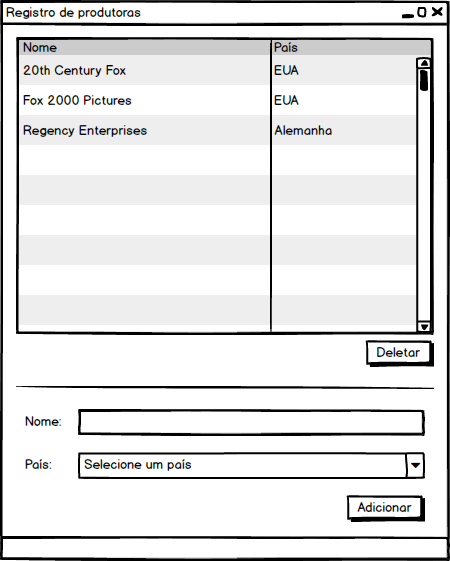 Registro de produtoras
Nome País
20th Century Fox EUA
Fox 2000 Pictures EUA
Regency Enterprises Alemanha
Deletar
Nome:
País: Selecione um país
Adicionar